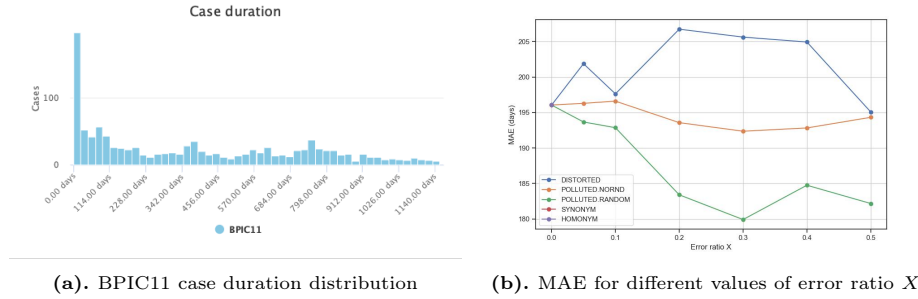 Case duration
Cases
100
0
0.00 days
114.00 days
228.00 days
342.00 days
456.00 days
570.00 days
684.00 days
798.00 days
912.00 days
1026.00 days
1140.00 days
BPIC11
MAE (days)
205
200
195
190
185
180
DISTORTED
POLLUTED.NORND
POLLUTED.RANDOM
SYNONYM
HOMONYM
0.0
0.1
0.2
0.3
0.4
0.5
Error ratio X
(a). BPIC11 case duration distribution
(b). MAE for different values of error ratio X